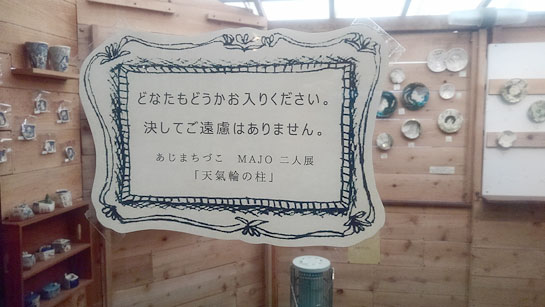 どなたもどうかお入りください。
決してご遠慮はありません。
あじまちづこ　MAJO 二人展
「天氣輪の柱」